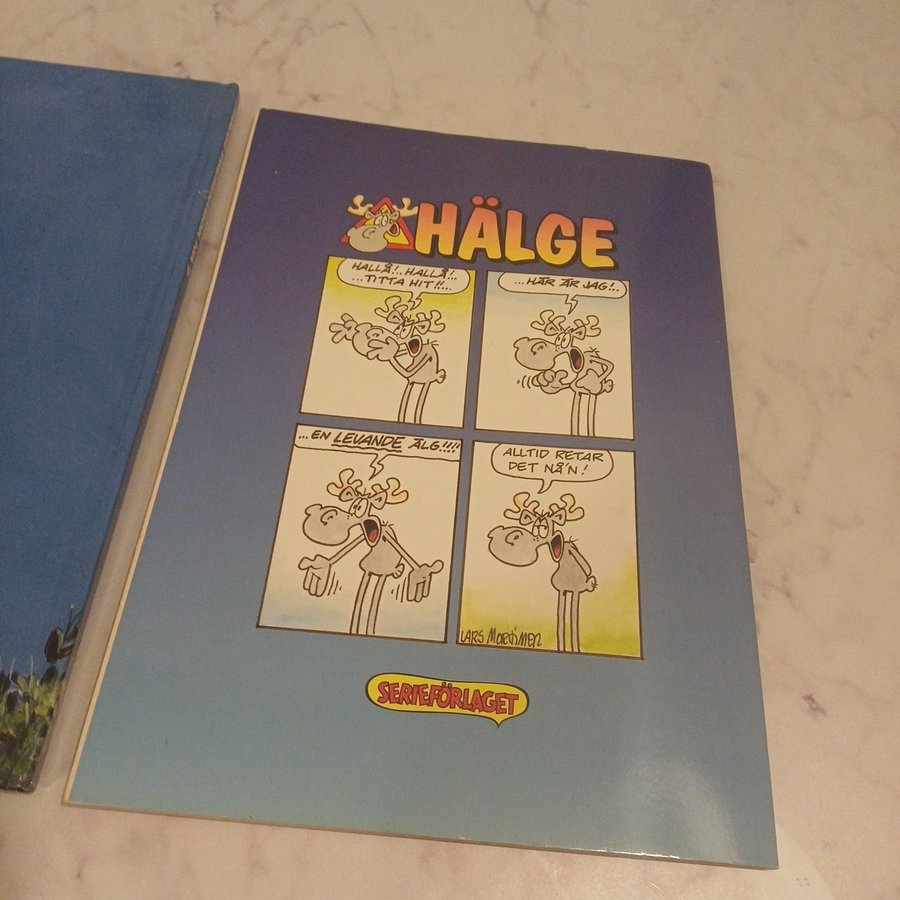 HÄLGE
HALLÅ!.. HALLÅ!..
...TITTA HIT!!...
...HÄR ÄR JAG!..
...EN LEVANDE ÄLG!!!!
ALLTID RETAR
DET NÅ'N!
LARS MORTIMER
SERIEFÖRLAGET